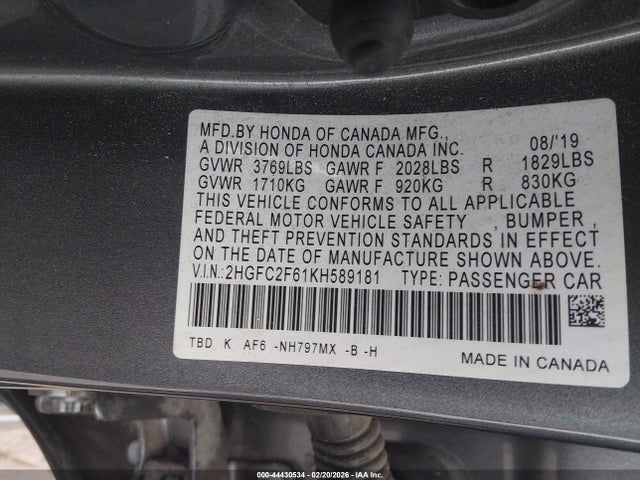 MFD.BY HONDA OF CANADA MFG.,
A DIVISION OF HONDA CANADA INC. 08/'19
GVWR 3769LBS GAWR F 2028LBS R 1829LBS
GVWR 1710KG GAWR F 920KG R 830KG
THIS VEHICLE CONFORMS TO ALL APPLICABLE
FEDERAL MOTOR VEHICLE SAFETY , BUMPER ,
AND THEFT PREVENTION STANDARDS IN EFFECT
ON THE DATE OF MANUFACTURE SHOWN ABOVE.
V.I.N.:2HGFC2F61KH589181 TYPE: PASSENGER CAR
TBD K AF6 -NH797MX -B -H
MADE IN CANADA
000-44430534 - 02/20/2026 - IAA Inc.